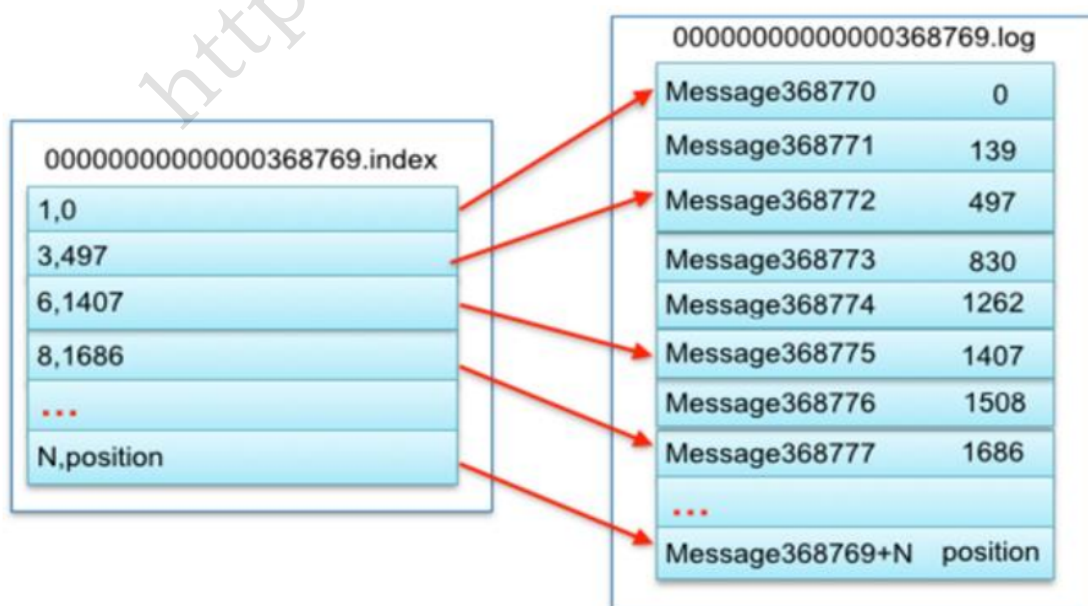 http
00000000000000368769.index
1,0
3,497
6,1407
8,1686
...
N,position
00000000000000368769.log
Message368770 0
Message368771 139
Message368772 497
Message368773 830
Message368774 1262
Message368775 1407
Message368776 1508
Message368777 1686
...
Message368769+N position